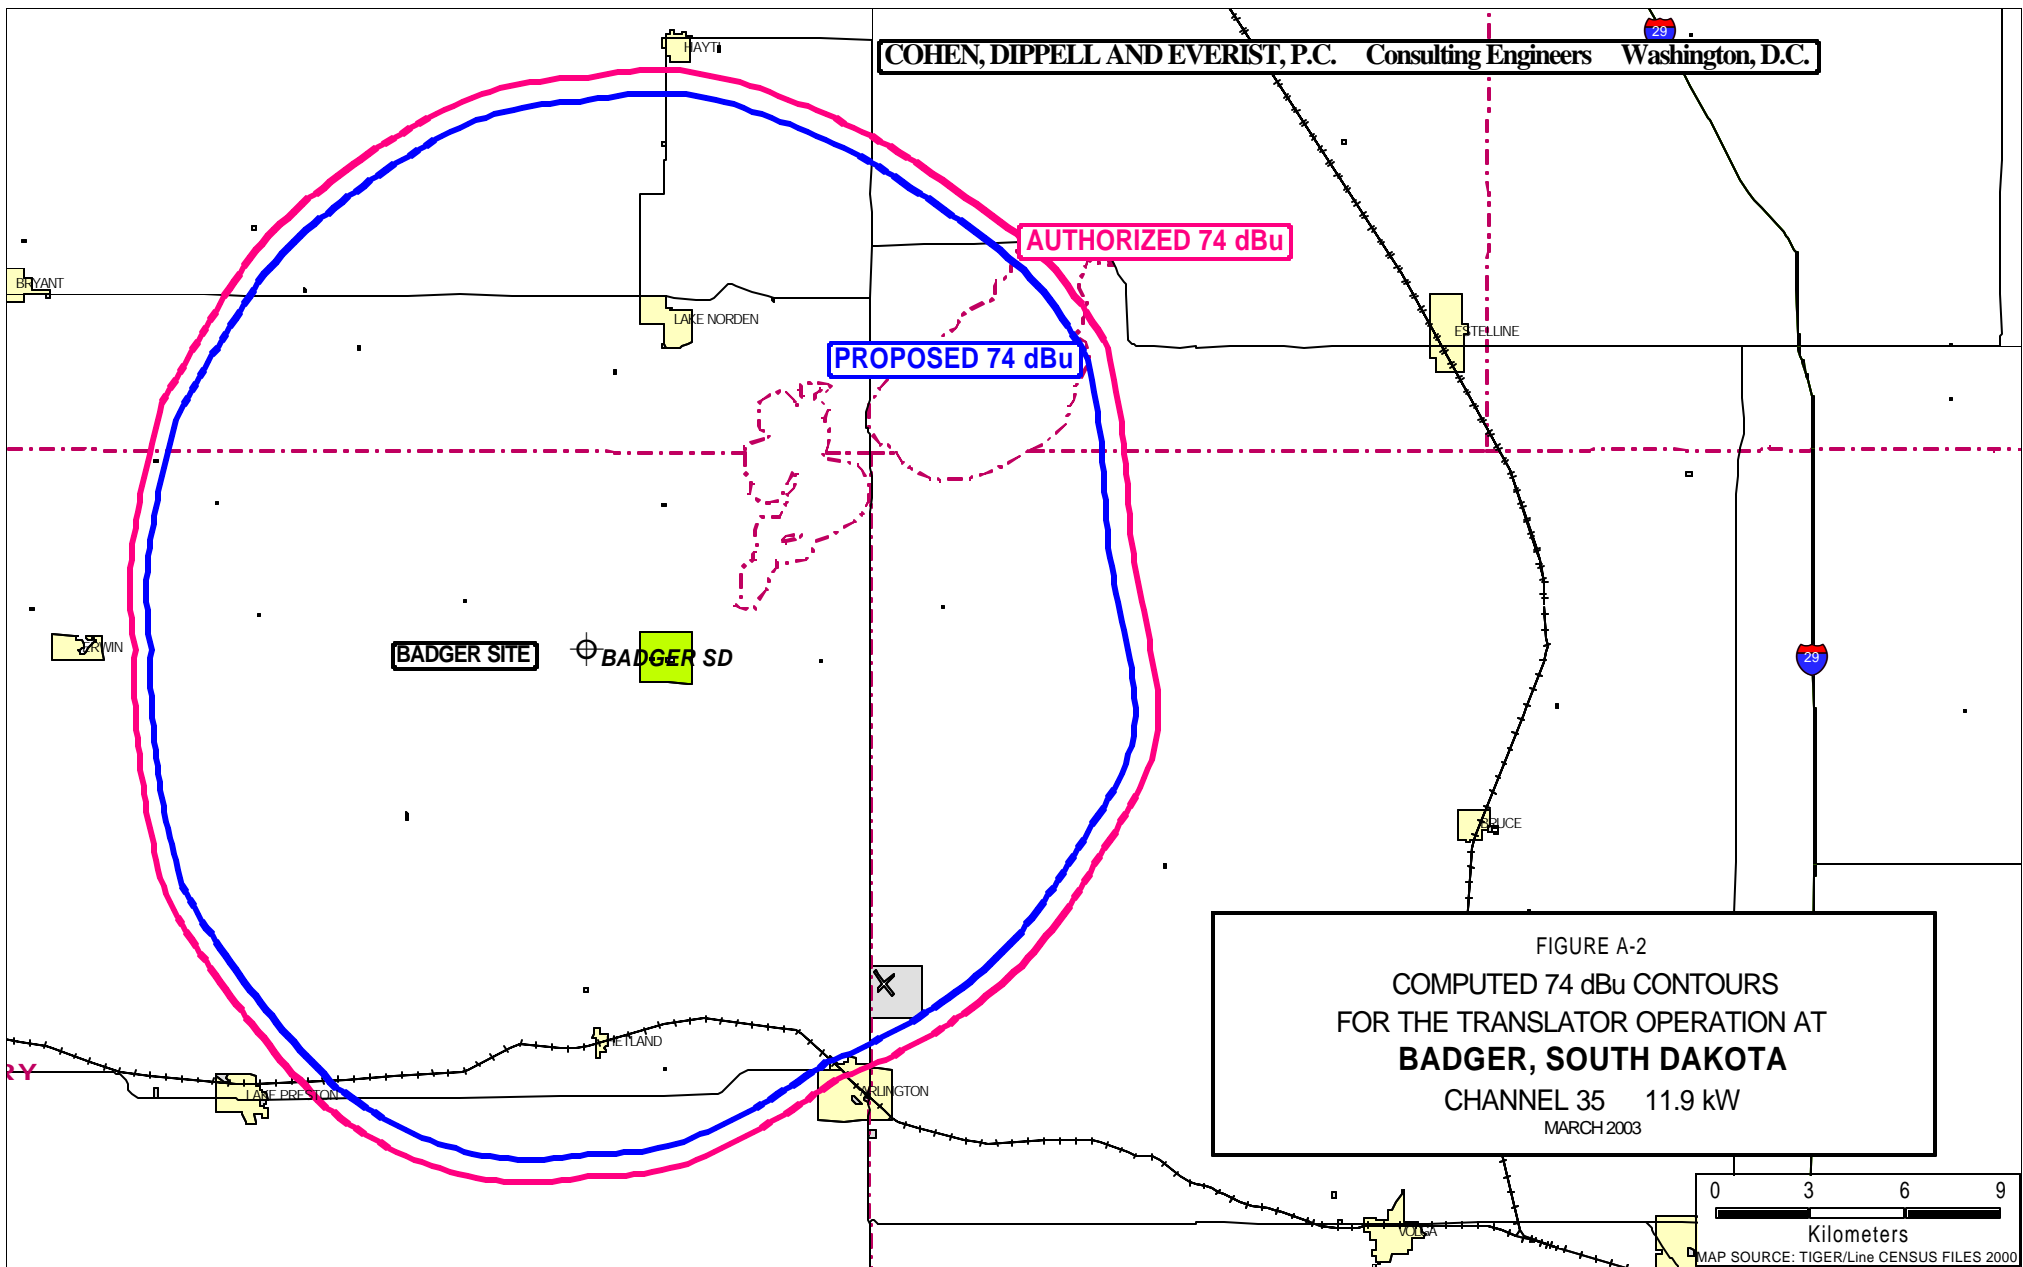 HAYTI
29
COHEN, DIPPELL AND EVERIST, P.C. Consulting Engineers Washington, D.C.
AUTHORIZED 74 dBu
BRYANT
LAKE NORDEN
ESTELLINE
PROPOSED 74 dBu
ERWIN
BADGER SITE
BADGER SD
29
BRUCE
FIGURE A-2
COMPUTED 74 dBu CONTOURS
FOR THE TRANSLATOR OPERATION AT
BADGER, SOUTH DAKOTA
CHANNEL 35 11.9 kW
MARCH 2003
HETLAND
RY
LAKE PRESTON
ARLINGTON
VOLGA
0 3 6 9
Kilometers
MAP SOURCE: TIGER/Line CENSUS FILES 2000